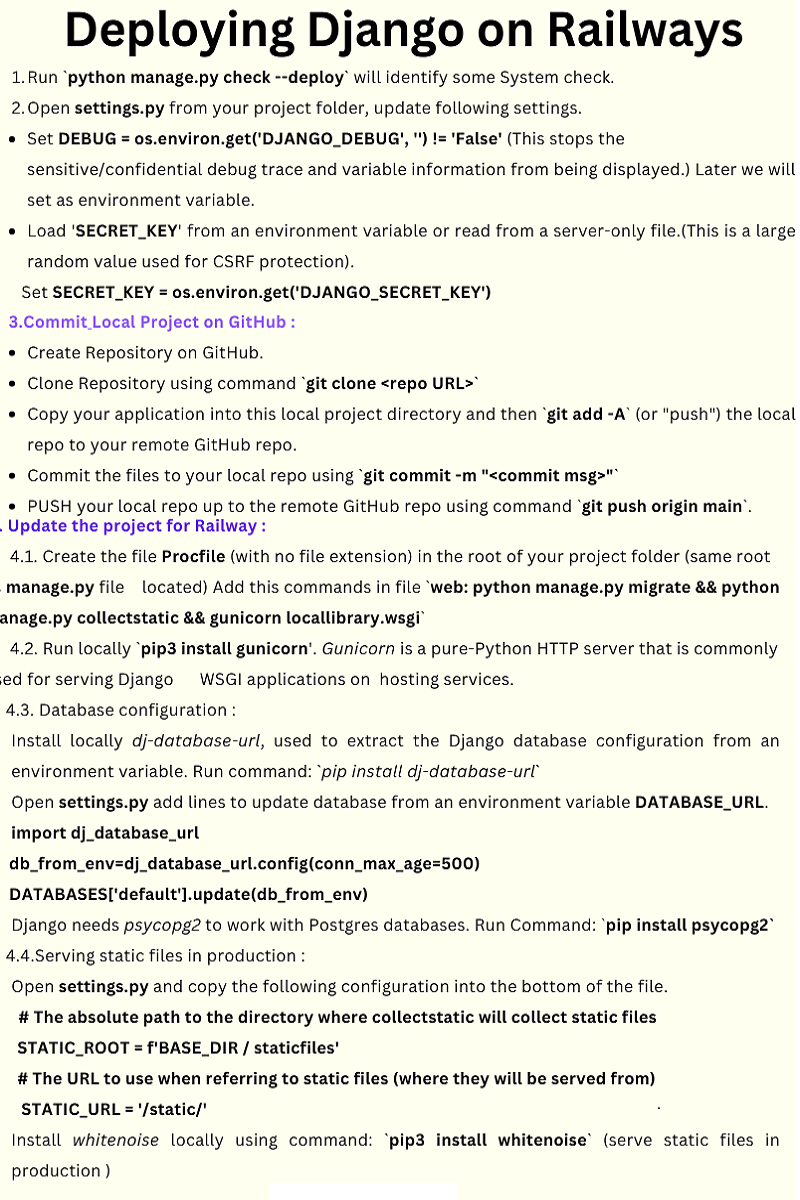 Deploying Django on Railways
1. Run `python manage.py check --deploy` will identify some System check.
2. Open settings.py from your project folder, update following settings.
• Set DEBUG = os.environ.get('DJANGO_DEBUG', '') != 'False' (This stops the
sensitive/confidential debug trace and variable information from being displayed.) Later we will
set as environment variable.
• Load 'SECRET_KEY' from an environment variable or read from a server-only file.(This is a large
random value used for CSRF protection).
Set SECRET_KEY = os.environ.get('DJANGO_SECRET_KEY')
3.Commit Local Project on GitHub :
• Create Repository on GitHub.
• Clone Repository using command `git clone <repo URL>`
• Copy your application into this local project directory and then `git add -A` (or "push") the local
repo to your remote GitHub repo.
• Commit the files to your local repo using `git commit -m "<commit msg>"`
• PUSH your local repo up to the remote GitHub repo using command `git push origin main`.
. Update the project for Railway :
4.1. Create the file Procfile (with no file extension) in the root of your project folder (same root
manage.py file located) Add this commands in file `web: python manage.py migrate && python
anage.py collectstatic && gunicorn locallibrary.wsgi`
4.2. Run locally `pip3 install gunicorn'. Gunicorn is a pure-Python HTTP server that is commonly
sed for serving Django WSGI applications on hosting services.
4.3. Database configuration :
Install locally dj-database-url, used to extract the Django database configuration from an
environment variable. Run command: `pip install dj-database-url`
Open settings.py add lines to update database from an environment variable DATABASE_URL.
import dj_database_url
db_from_env=dj_database_url.config(conn_max_age=500)
DATABASES['default'].update(db_from_env)
Django needs psycopg2 to work with Postgres databases. Run Command: `pip install psycopg2`
4.4.Serving static files in production :
Open settings.py and copy the following configuration into the bottom of the file.
# The absolute path to the directory where collectstatic will collect static files
STATIC_ROOT = f'BASE_DIR / staticfiles'
# The URL to use when referring to static files (where they will be served from)
STATIC_URL = '/static/'
Install whitenoise locally using command: `pip3 install whitenoise` (serve static files in
production )